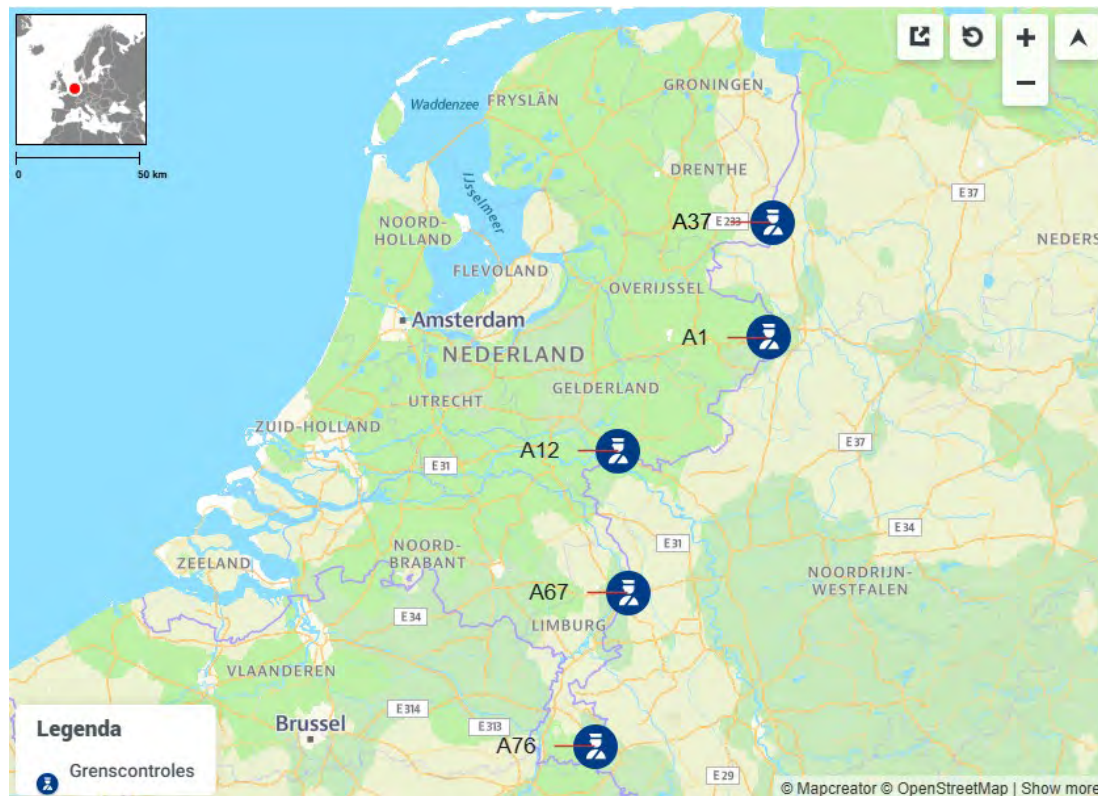 Waddenzee
FRYSLÂN
GRONINGEN
0 50 km
DRENTHE
IJsselmeer
E 37
NOORD-
HOLLAND
A37
E 233
NEDERS
FLEVOLAND
OVERIJSSEL
Amsterdam
A1
NEDERLAND
GELDERLAND
UTRECHT
ZUID-HOLLAND
A12
E 37
E 31
E 34
ZEELAND
NOORD-
BRABANT
E 31
NOORDRIJN-
WESTFALEN
A67
E 34
LIMBURG
VLAANDEREN
E 314
E 313
Brussel
A76
E 29
Legenda
Grenscontroles
© Mapcreator © OpenStreetMap | Show more